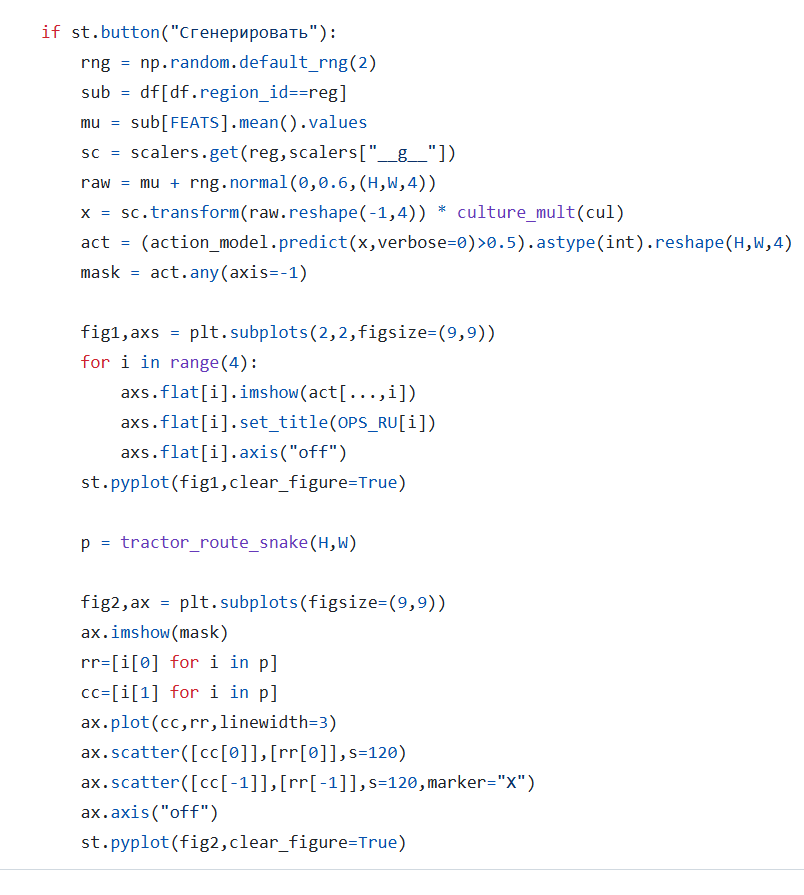 if st.button("Сгенерировать"):
    rng = np.random.default_rng(2)
    sub = df[df.region_id==reg]
    mu = sub[FEATS].mean().values
    sc = scalers.get(reg,scalers["__g__"])
    raw = mu + rng.normal(0,0.6,(H,W,4))
    x = sc.transform(raw.reshape(-1,4)) * culture_mult(cul)
    act = (action_model.predict(x,verbose=0)>0.5).astype(int).reshape(H,W,4)
    mask = act.any(axis=-1)

    fig1,axs = plt.subplots(2,2,figsize=(9,9))
    for i in range(4):
        axs.flat[i].imshow(act[...,i])
        axs.flat[i].set_title(OPS_RU[i])
        axs.flat[i].axis("off")
    st.pyplot(fig1,clear_figure=True)

    p = tractor_route_snake(H,W)

    fig2,ax = plt.subplots(figsize=(9,9))
    ax.imshow(mask)
    rr=[i[0] for i in p]
    cc=[i[1] for i in p]
    ax.plot(cc,rr,linewidth=3)
    ax.scatter([cc[0]],[rr[0]],s=120)
    ax.scatter([cc[-1]],[rr[-1]],s=120,marker="X")
    ax.axis("off")
    st.pyplot(fig2,clear_figure=True)